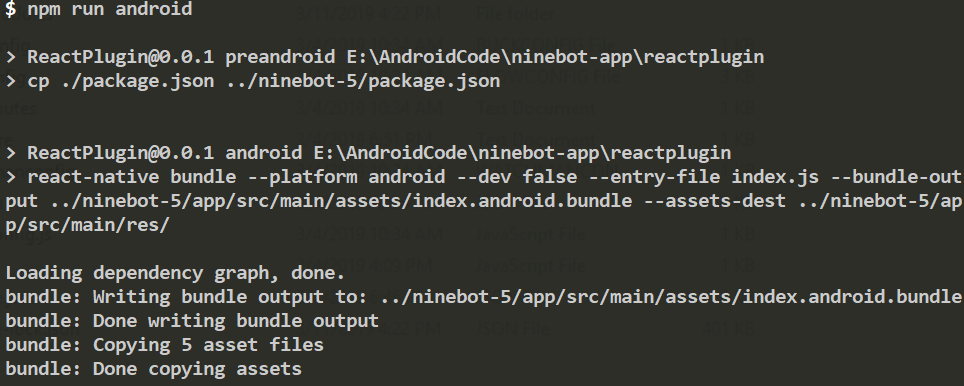 $ npm run android
> ReactPlugin@0.0.1 preandroid E:\AndroidCode\ninebot-app\reactplugin
> cp ./package.json ../ninebot-5/package.json
> ReactPlugin@0.0.1 android E:\AndroidCode\ninebot-app\reactplugin
> react-native bundle --platform android --dev false --entry-file index.js --bundle-out
put ../ninebot-5/app/src/main/assets/index.android.bundle --assets-dest ../ninebot-5/ap
p/src/main/res/
Loading dependency graph, done.
bundle: Writing bundle output to: ../ninebot-5/app/src/main/assets/index.android.bundle
bundle: Done writing bundle output
bundle: Copying 5 asset files
bundle: Done copying assets